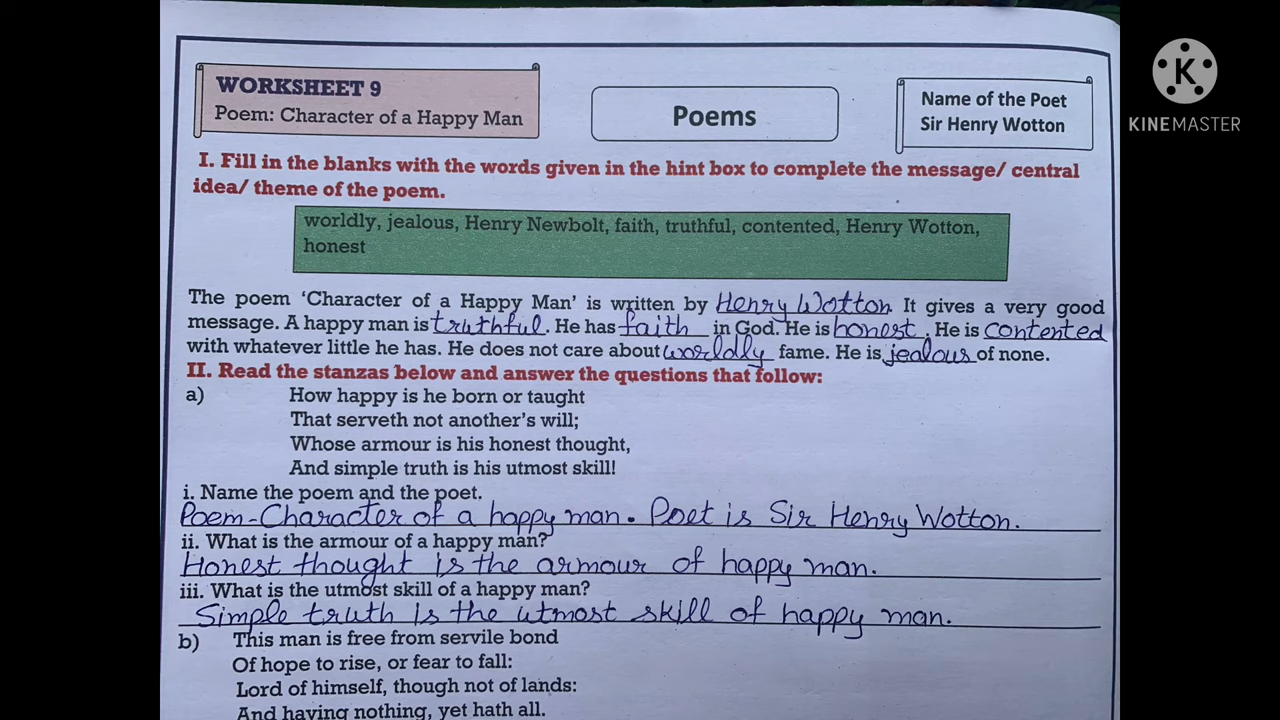 WORKSHEET 9
Poem: Character of a Happy Man
Poems
Name of the Poet
Sir Henry Wotton
KINEMASTER
I. Fill in the blanks with the words given in the hint box to complete the message/ central
idea/ theme of the poem.
worldly, jealous, Henry Newbolt, faith, truthful, contented, Henry Wotton,
honest
The poem ‘Character of a Happy Man’ is written by Henry Wotton. It gives a very good
message. A happy man is truthful. He has faith in God. He is honest. He is contented
with whatever little he has. He does not care about worldly fame. He is jealous of none.
II. Read the stanzas below and answer the questions that follow:
a) How happy is he born or taught
That serveth not another’s will;
Whose armour is his honest thought,
And simple truth is his utmost skill!
i. Name the poem and the poet.
Poem-Character of a happy man. Poet is Sir Henry Wotton.
ii. What is the armour of a happy man?
Honest thought is the armour of happy man.
iii. What is the utmost skill of a happy man?
Simple truth is the utmost skill of happy man.
b) This man is free from servile bond
Of hope to rise, or fear to fall:
Lord of himself, though not of lands:
And having nothing, yet hath all.